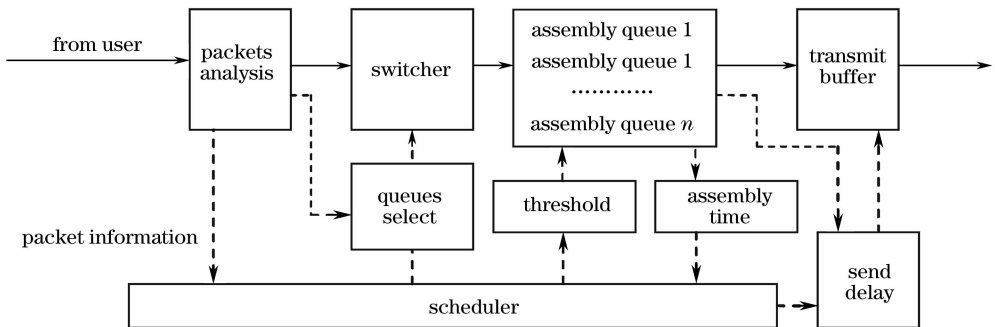 from user
packets
analysis
switcher
assembly queue 1
assembly queue 1
.............
assembly queue n
transmit
buffer
queues
select
threshold
assembly
time
packet information
send
delay
scheduler